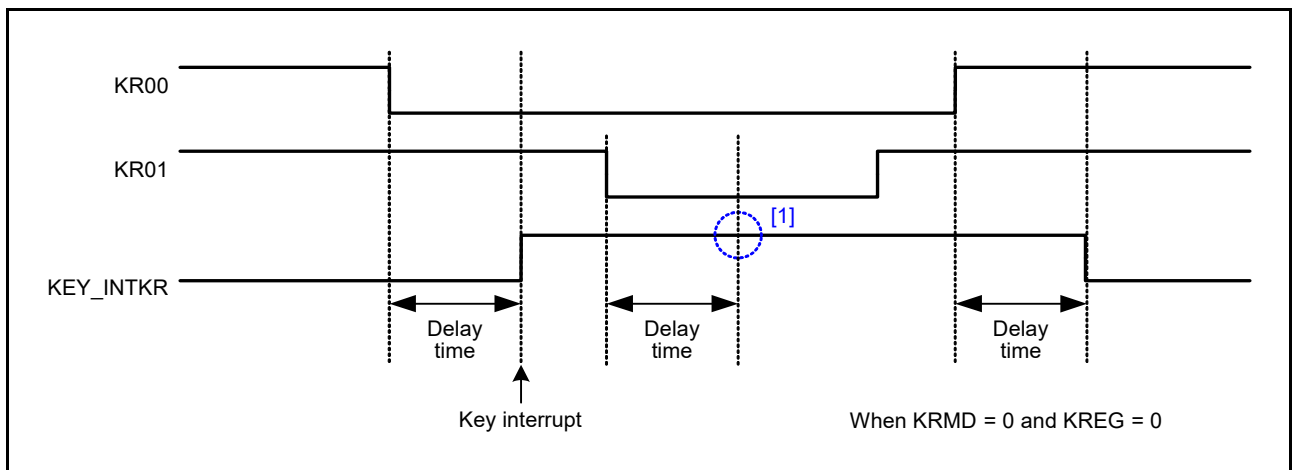 KR00
KR01
[1]
KEY_INTKR
Delay
time
Delay
time
Delay
time
Key interrupt
When KRMD = 0 and KREG = 0